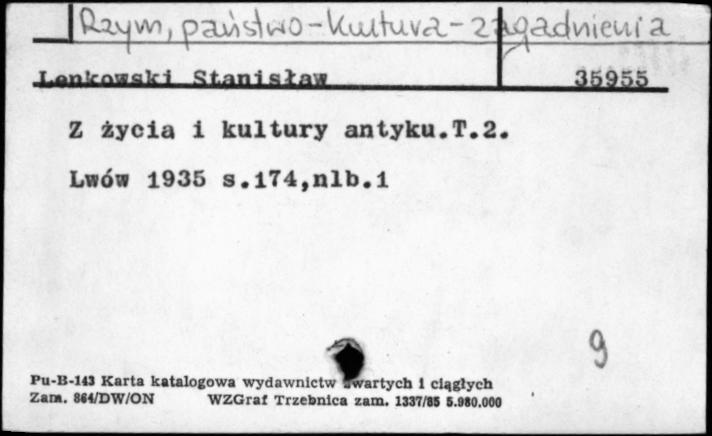 Rzym, państwo-kultura-zagadnienia
Lenkowski Stanisław 35955
Z życia i kultury antyku.T.2.
Lwów 1935 s.174,nlb.1
9
Pu-B-143 Karta katalogowa wydawnictw zwartych i ciągłych
Zam. 864/DW/ON WZGraf Trzebnica zam. 1337/85 5.980.000